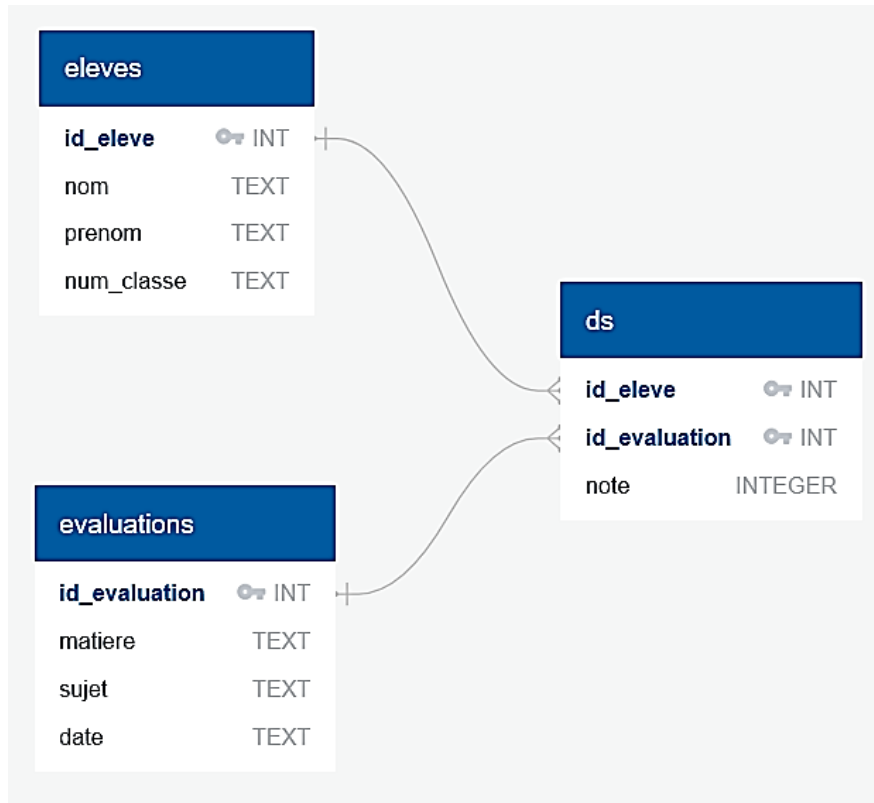 eleves
id_eleve INT
nom TEXT
prenom TEXT
num_classe TEXT
ds
id_eleve INT
id_evaluation INT
note INTEGER
evaluations
id_evaluation INT
matiere TEXT
sujet TEXT
date TEXT